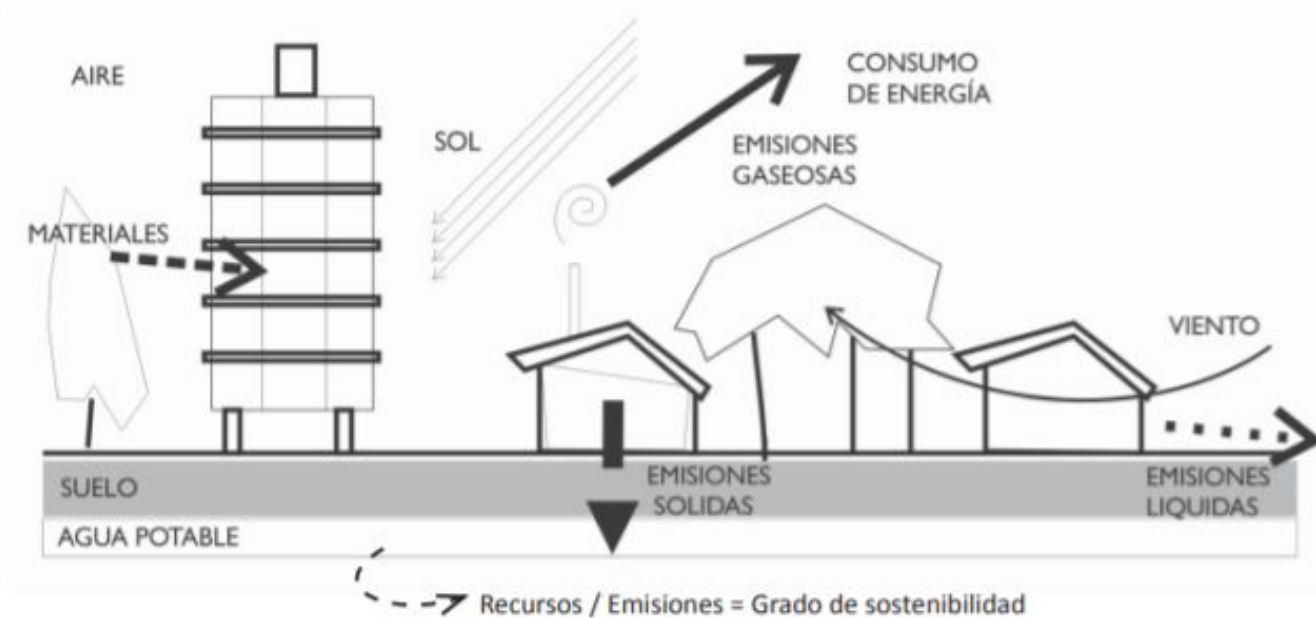 AIRE
CONSUMO
DE ENERGÍA
SOL
EMISIONES
GASEOSAS
MATERIALES
VIENTO
SUELO
EMISIONES
SOLIDAS
EMISIONES
LIQUIDAS
AGUA POTABLE
Recursos / Emisiones = Grado de sostenibilidad